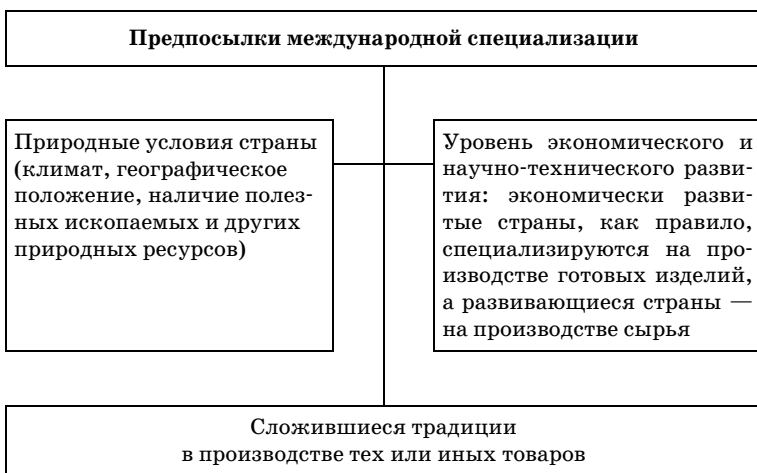 Предпосылки международной специализации
Природные условия страны
(климат, географическое
положение, наличие полез-
ных ископаемых и других
природных ресурсов)
Уровень экономического и
научно-технического разви-
тия: экономически разви-
тые страны, как правило,
специализируются на про-
изводстве готовых изделий,
а развивающиеся страны —
на производстве сырья
Сложившиеся традиции
в производстве тех или иных товаров